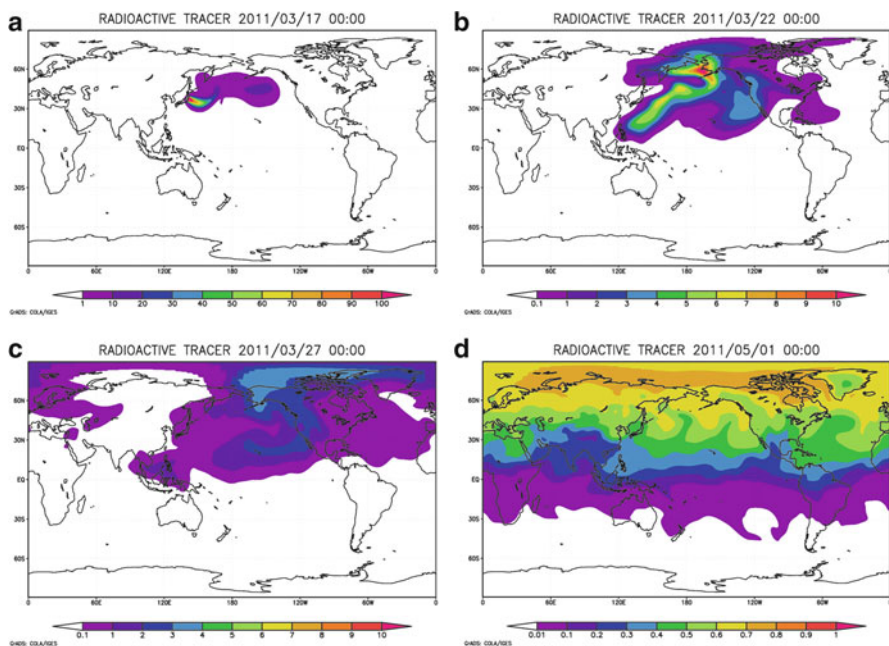 a
RADIOACTIVE TRACER 2011/03/17 00:00
60N
30N
EQ
30S
60S
0 60E 120E 180 120W 60W 0
1 10 20 30 40 50 60 70 80 90 100
GrADS: COLA/IGES
b
RADIOACTIVE TRACER 2011/03/22 00:00
60N
30N
EQ
30S
60S
0 60E 120E 180 120W 60W 0
0.1 1 2 3 4 5 6 7 8 9 10
GrADS: COLA/IGES
c
RADIOACTIVE TRACER 2011/03/27 00:00
60N
30N
EQ
30S
60S
0 60E 120E 180 120W 60W 0
0.1 1 2 3 4 5 6 7 8 9 10
GrADS: COLA/IGES
d
RADIOACTIVE TRACER 2011/05/01 00:00
60N
30N
EQ
30S
60S
0 60E 120E 180 120W 60W 0
0.01 0.1 0.2 0.3 0.4 0.5 0.6 0.7 0.8 0.9 1
GrADS: COLA/IGES